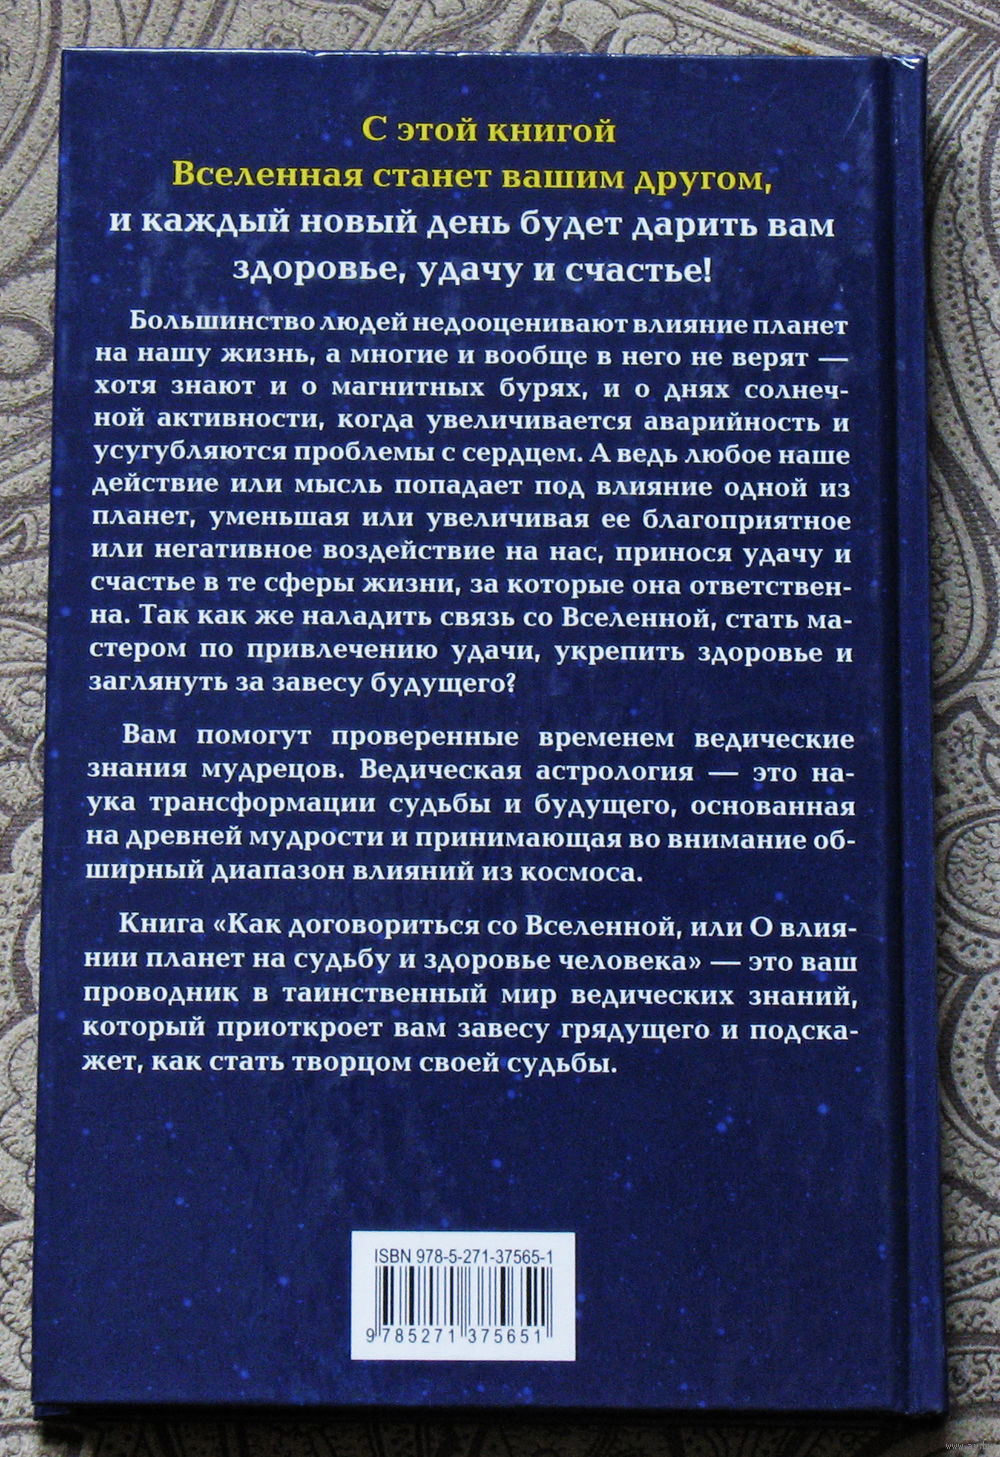 С этой книгой
Вселенная станет вашим другом,
и каждый новый день будет дарить вам
здоровье, удачу и счастье!
Большинство людей недооценивают влияние планет
на нашу жизнь, а многие и вообще в него не верят —
хотя знают и о магнитных бурях, и о днях солнеч-
ной активности, когда увеличивается аварийность и
усугубляются проблемы с сердцем. А ведь любое наше
действие или мысль попадает под влияние одной из
планет, уменьшая или увеличивая ее благоприятное
или негативное воздействие на нас, принося удачу и
счастье в те сферы жизни, за которые она ответствен-
на. Так как же наладить связь со Вселенной, стать ма-
стером по привлечению удачи, укрепить здоровье и
заглянуть за завесу будущего?
Вам помогут проверенные временем ведические
знания мудрецов. Ведическая астрология — это на-
ука трансформации судьбы и будущего, основанная
на древней мудрости и принимающая во внимание об-
ширный диапазон влияний из космоса.
Книга «Как договориться со Вселенной, или О влия-
нии планет на судьбу и здоровье человека» — это ваш
проводник в таинственный мир ведических знаний,
который приоткроет вам завесу грядущего и подска-
жет, как стать творцом своей судьбы.
ISBN 978-5-271-37565-1
9 785271 375651